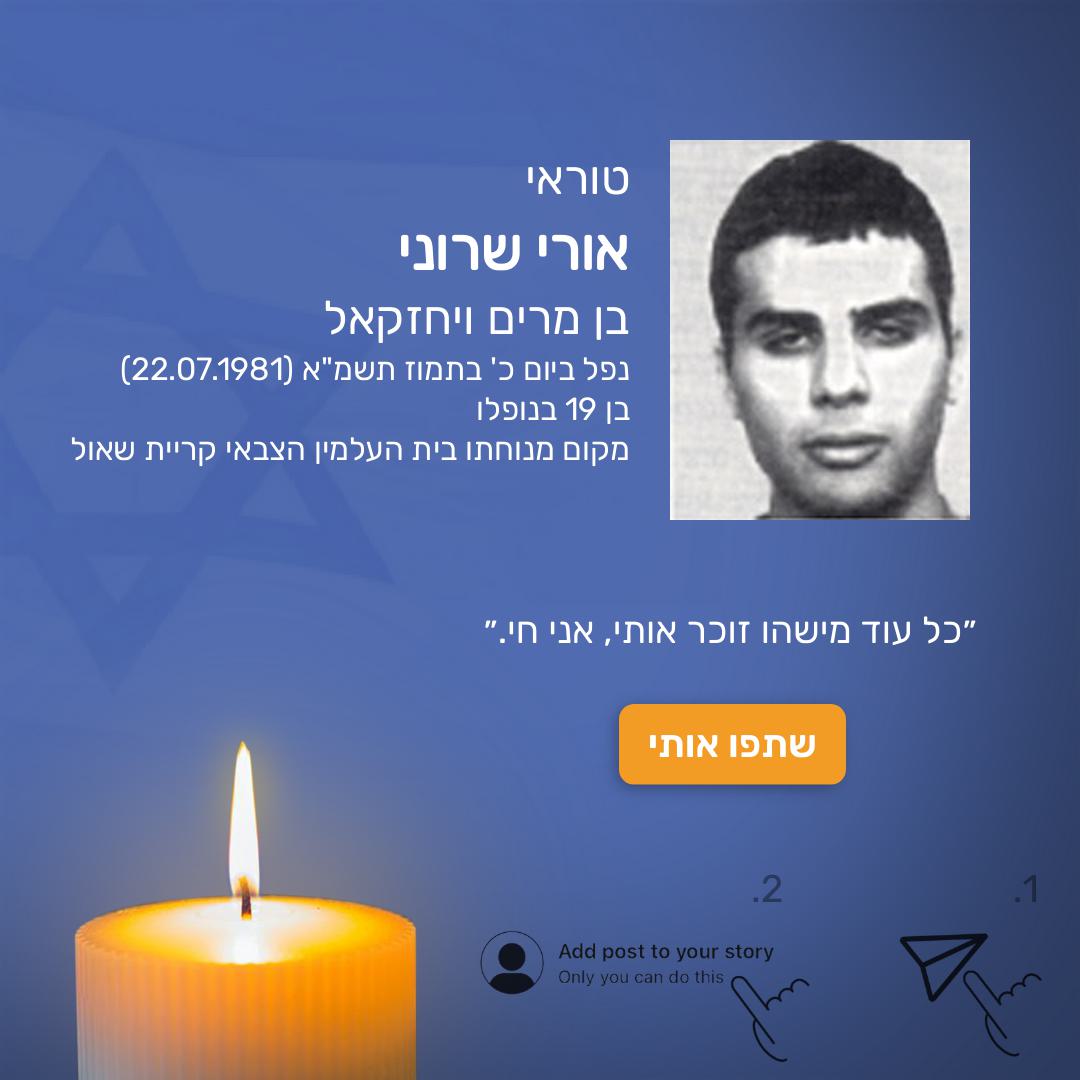 טוראי
אורי שרוני
בן מרים ויחזקאל
נפל ביום כ' בתמוז תשמ"א (22.07.1981)
בן 19 בנופלו
מקום מנוחתו בית העלמין הצבאי קריית שאול
״כל עוד מישהו זוכר אותי, אני חי.״
שתפו אותי
1.
2.
Add post to your story
Only you can do this